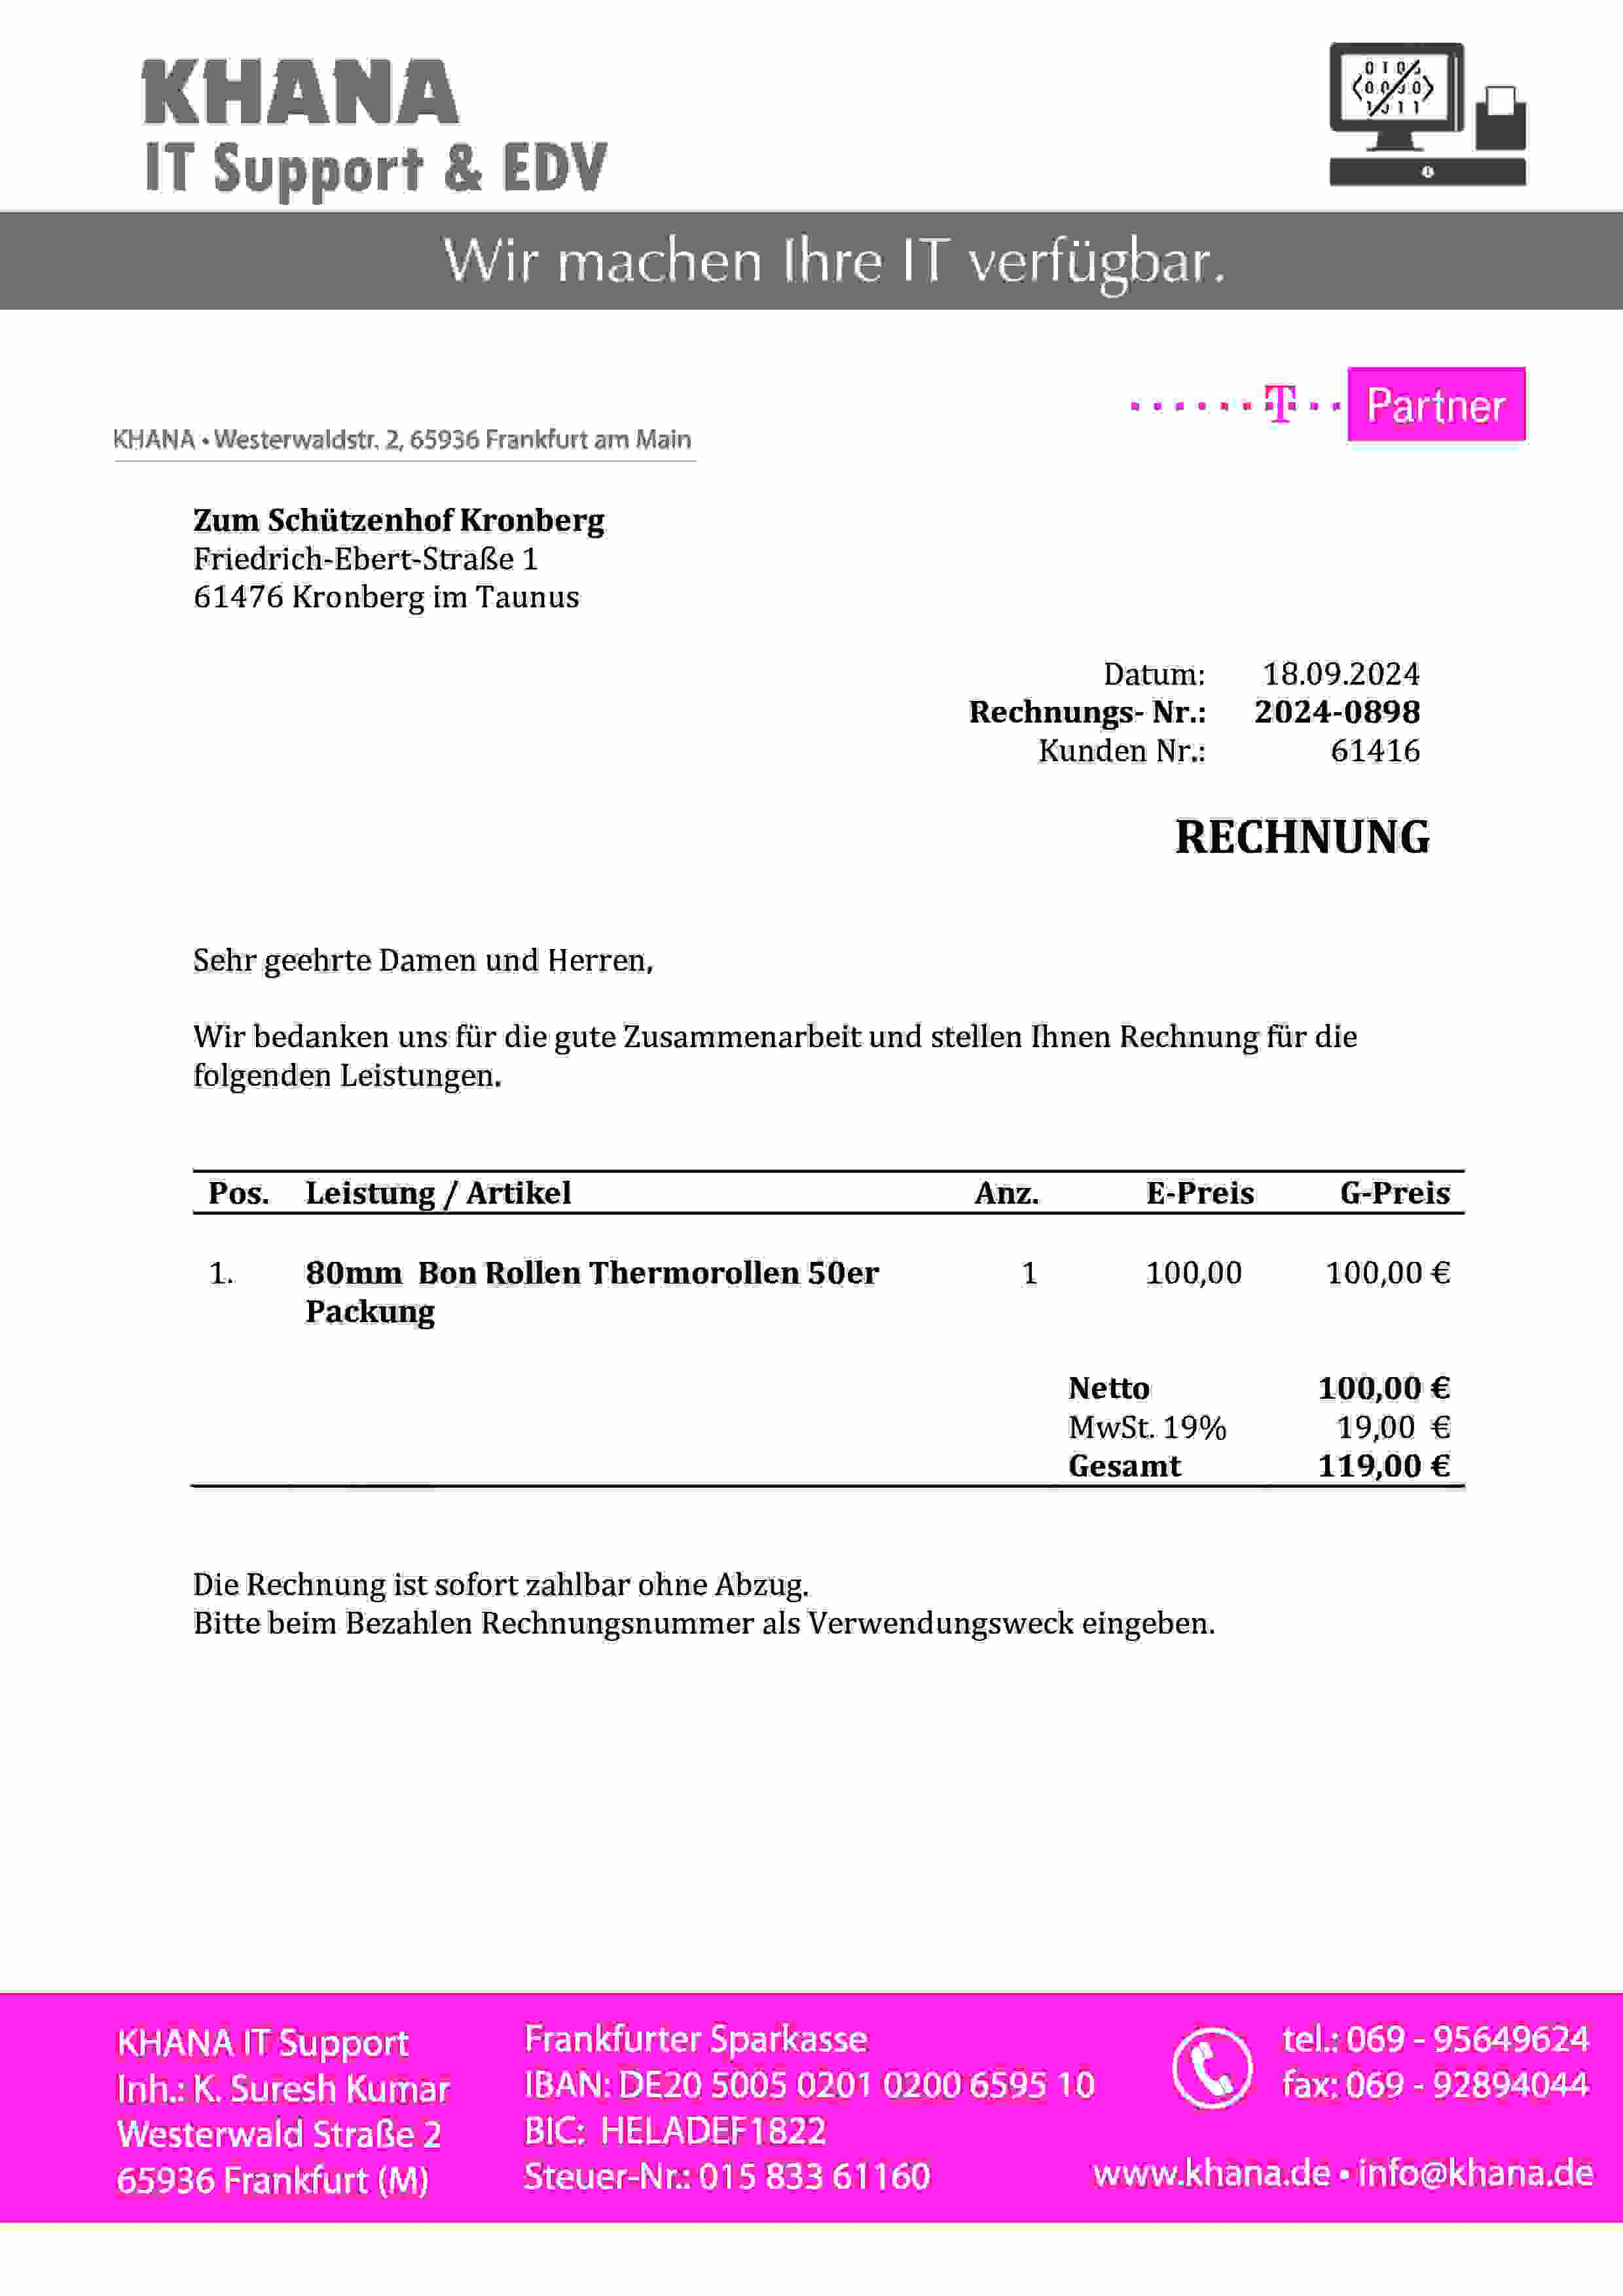 KHANA
IT Support & EDV
Wir machen Ihre IT verfügbar.
T Partner
KHANA • Westerwaldstr. 2, 65936 Frankfurt am Main
Zum Schützenhof Kronberg
Friedrich-Ebert-Straße 1
61476 Kronberg im Taunus
Datum: 18.09.2024
Rechnungs- Nr.: 2024-0898
Kunden Nr.: 61416
RECHNUNG
Sehr geehrte Damen und Herren,
Wir bedanken uns für die gute Zusammenarbeit und stellen Ihnen Rechnung für die
folgenden Leistungen.
Pos. Leistung / Artikel Anz. E-Preis G-Preis
1. 80mm Bon Rollen Thermorollen 50er 1 100,00 100,00 €
Packung
Netto 100,00 €
MwSt. 19% 19,00 €
Gesamt 119,00 €
Die Rechnung ist sofort zahlbar ohne Abzug.
Bitte beim Bezahlen Rechnungsnummer als Verwendungsweck eingeben.
KHANA IT Support
Inh.: K. Suresh Kumar
Westerwald Straße 2
65936 Frankfurt (M)
Frankfurter Sparkasse
IBAN: DE20 5005 0201 0200 6595 10
BIC: HELADEF1822
Steuer-Nr.: 015 833 61160
tel.: 069 - 95649624
fax: 069 - 92894044
www.khana.de • info@khana.de